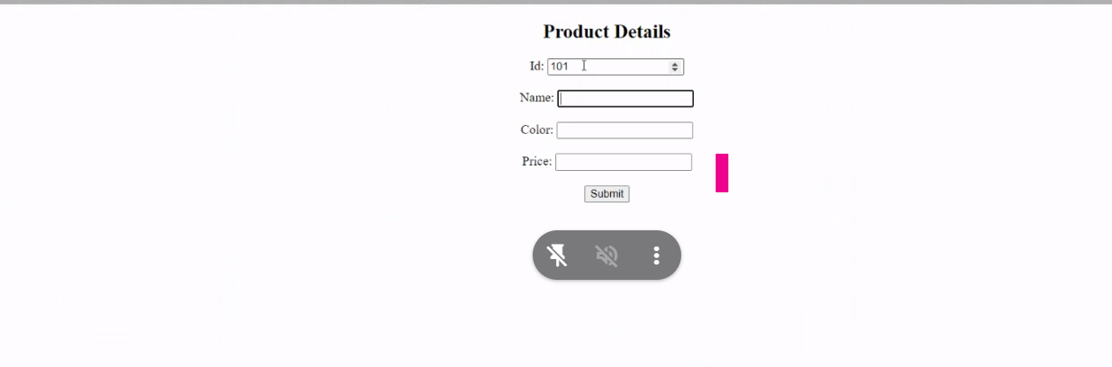 Product Details
Id: 101
Name:
Color:
Price:
Submit